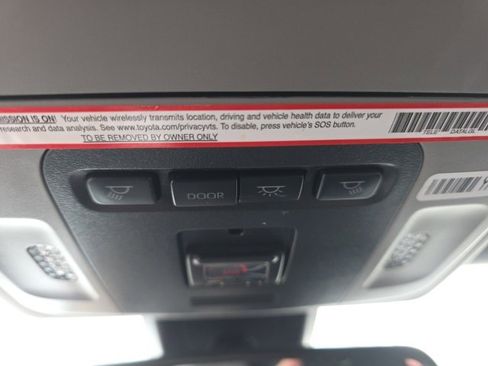 MISSION IS ON! Your vehicle wirelessly transmits location, driving and vehicle health data to deliver your
research and data analysis. See www.toyota.com/privacyvts. To disable, press vehicle's SOS button.
TO BE REMOVED BY OWNER ONLY
DOOR